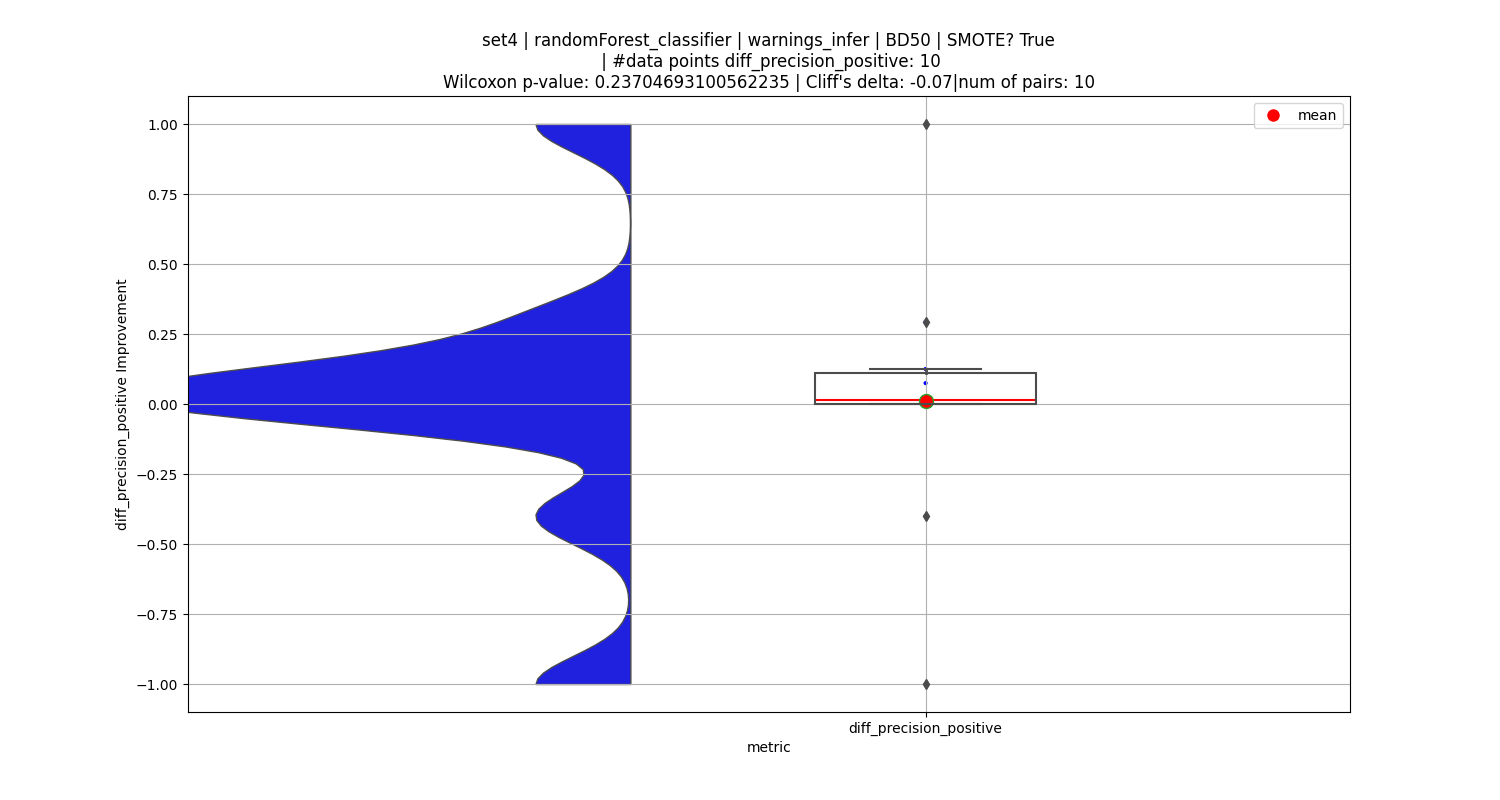 set4 | randomForest_classifier | warnings_infer | BD50 | SMOTE? True
| #data points diff_precision_positive: 10
Wilcoxon p-value: 0.23704693100562235 | Cliff's delta: -0.07|num of pairs: 10
mean
1.00
0.75
0.50
0.25
0.00
−0.25
−0.50
−0.75
−1.00
diff_precision_positive Improvement
diff_precision_positive
metric